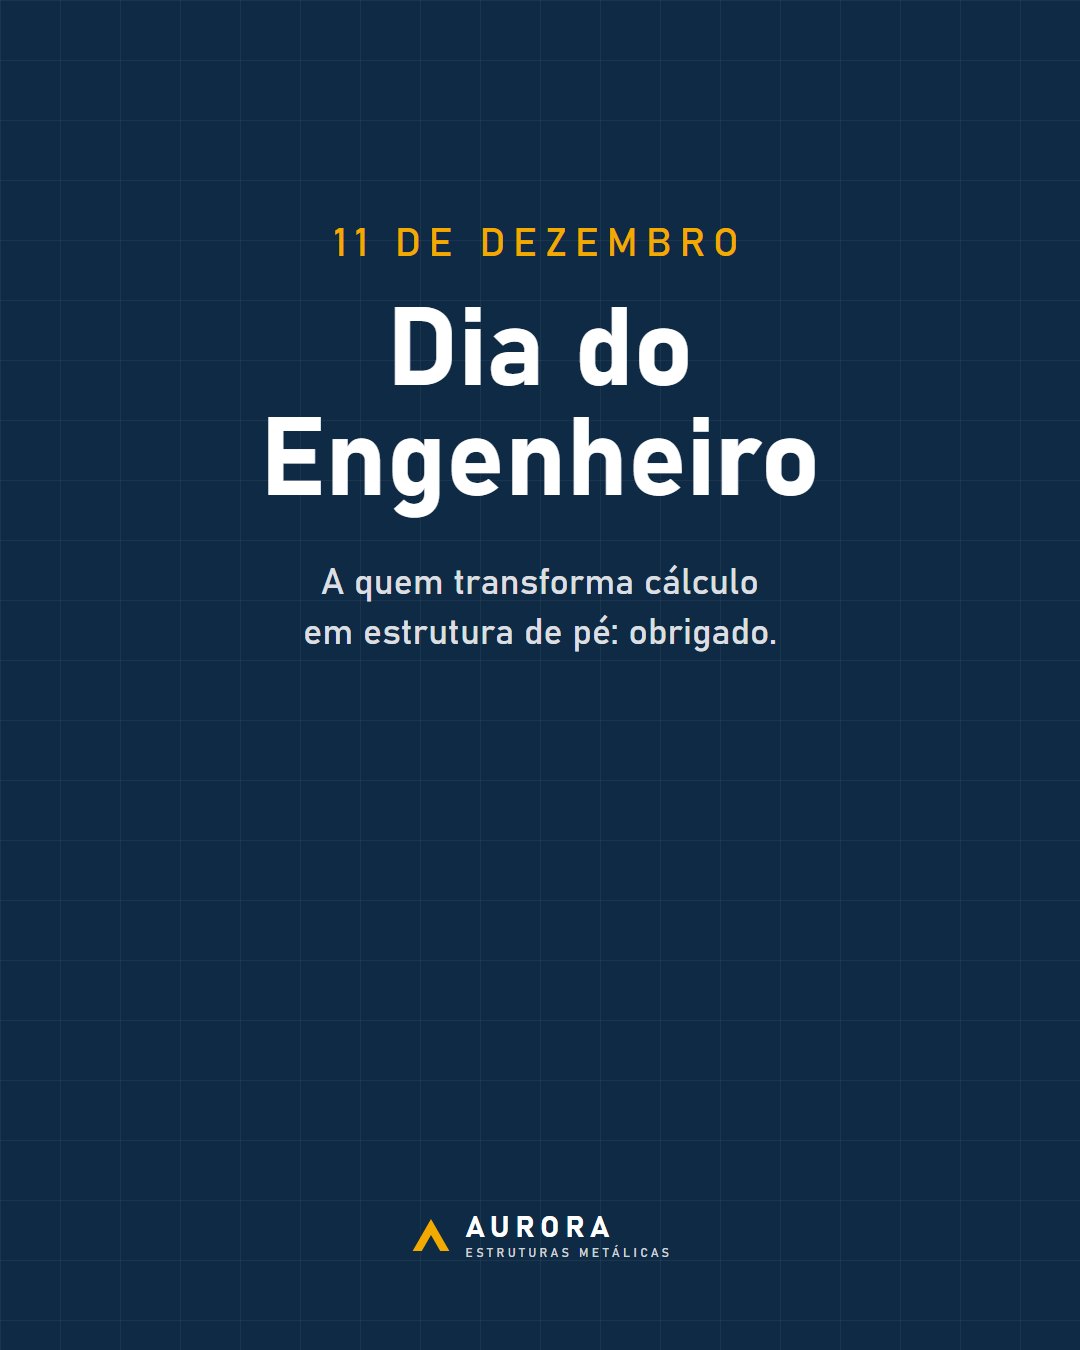 11 DE DEZEMBRO
Dia do
Engenheiro
A quem transforma cálculo
em estrutura de pé: obrigado.
AURORA
ESTRUTURAS METÁLICAS